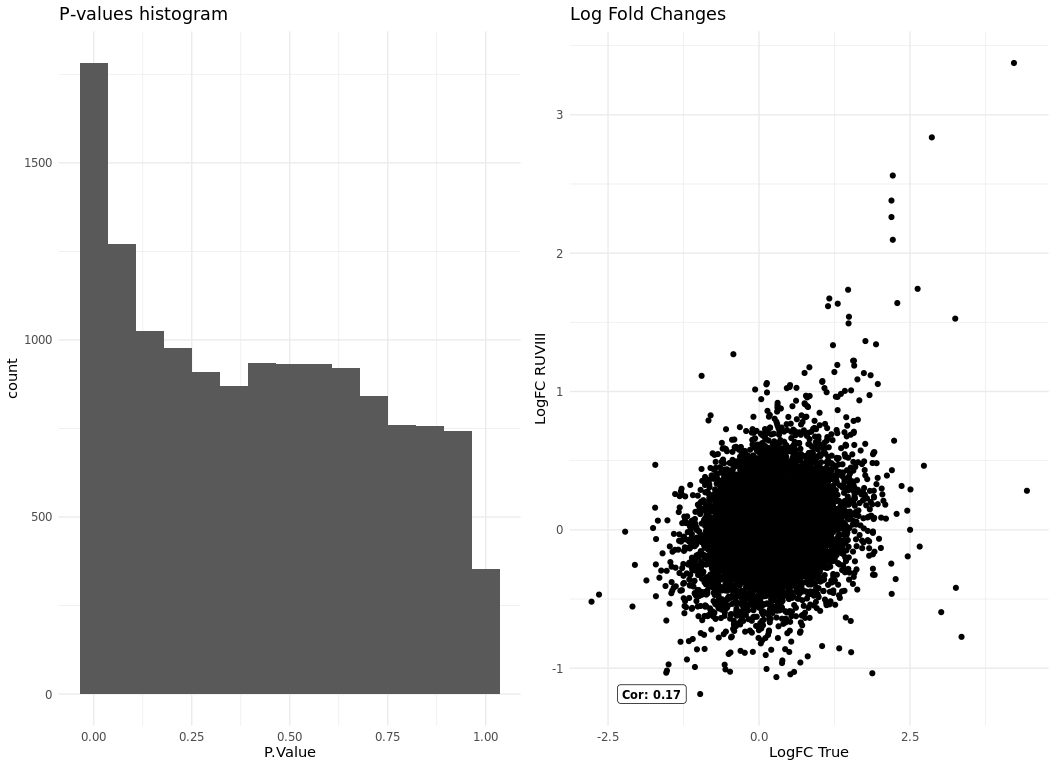 P-values histogram
count
1500
1000
500
0
0.00 0.25 0.50 0.75 1.00
P.Value
Log Fold Changes
LogFC RUVIII
3
2
1
0
-1
Cor: 0.17
-2.5 0.0 2.5
LogFC True